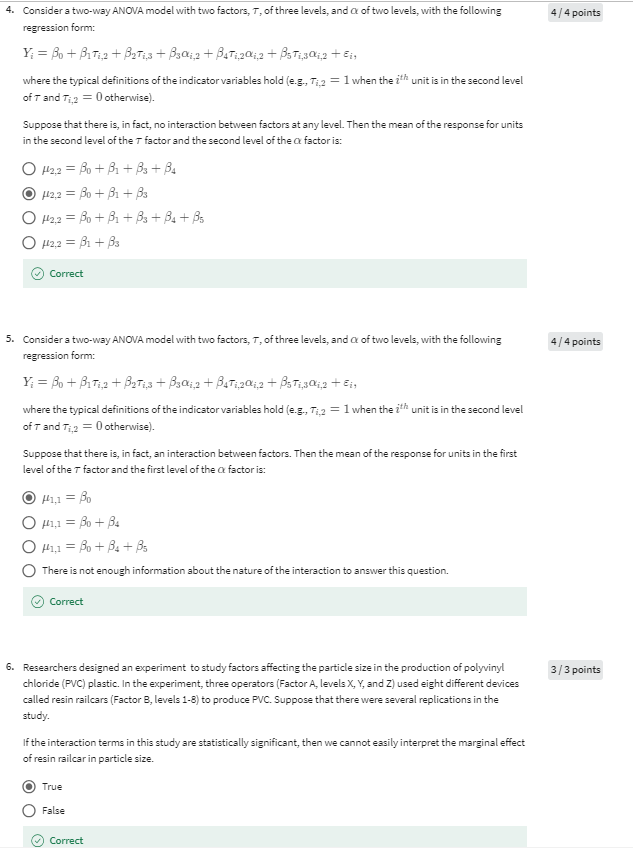 4. Consider a two-way ANOVA model with two factors, τ, of three levels, and α of two levels, with the following
4 / 4 points
regression form:
Yᵢ = β₀ + β₁τᵢ,₂ + β₂τᵢ,₃ + β₃αᵢ,₂ + β₄τᵢ,₂αᵢ,₂ + β₅τᵢ,₃αᵢ,₂ + εᵢ,
where the typical definitions of the indicator variables hold (e.g., τᵢ,₂ = 1 when the iᵗʰ unit is in the second level
of τ and τᵢ,₂ = 0 otherwise).
Suppose that there is, in fact, no interaction between factors at any level. Then the mean of the response for units
in the second level of the τ factor and the second level of the α factor is:
μ₂,₂ = β₀ + β₁ + β₃ + β₄
μ₂,₂ = β₀ + β₁ + β₃
μ₂,₂ = β₀ + β₁ + β₃ + β₄ + β₅
μ₂,₂ = β₁ + β₃
Correct
5. Consider a two-way ANOVA model with two factors, τ, of three levels, and α of two levels, with the following
4 / 4 points
regression form:
Yᵢ = β₀ + β₁τᵢ,₂ + β₂τᵢ,₃ + β₃αᵢ,₂ + β₄τᵢ,₂αᵢ,₂ + β₅τᵢ,₃αᵢ,₂ + εᵢ,
where the typical definitions of the indicator variables hold (e.g., τᵢ,₂ = 1 when the iᵗʰ unit is in the second level
of τ and τᵢ,₂ = 0 otherwise).
Suppose that there is, in fact, an interaction between factors. Then the mean of the response for units in the first
level of the τ factor and the first level of the α factor is:
μ₁,₁ = β₀
μ₁,₁ = β₀ + β₄
μ₁,₁ = β₀ + β₄ + β₅
There is not enough information about the nature of the interaction to answer this question.
Correct
6. Researchers designed an experiment to study factors affecting the particle size in the production of polyvinyl
3 / 3 points
chloride (PVC) plastic. In the experiment, three operators (Factor A, levels X, Y, and Z) used eight different devices
called resin railcars (Factor B, levels 1-8) to produce PVC. Suppose that there were several replications in the
study.
If the interaction terms in this study are statistically significant, then we cannot easily interpret the marginal effect
of resin railcar in particle size.
True
False
Correct